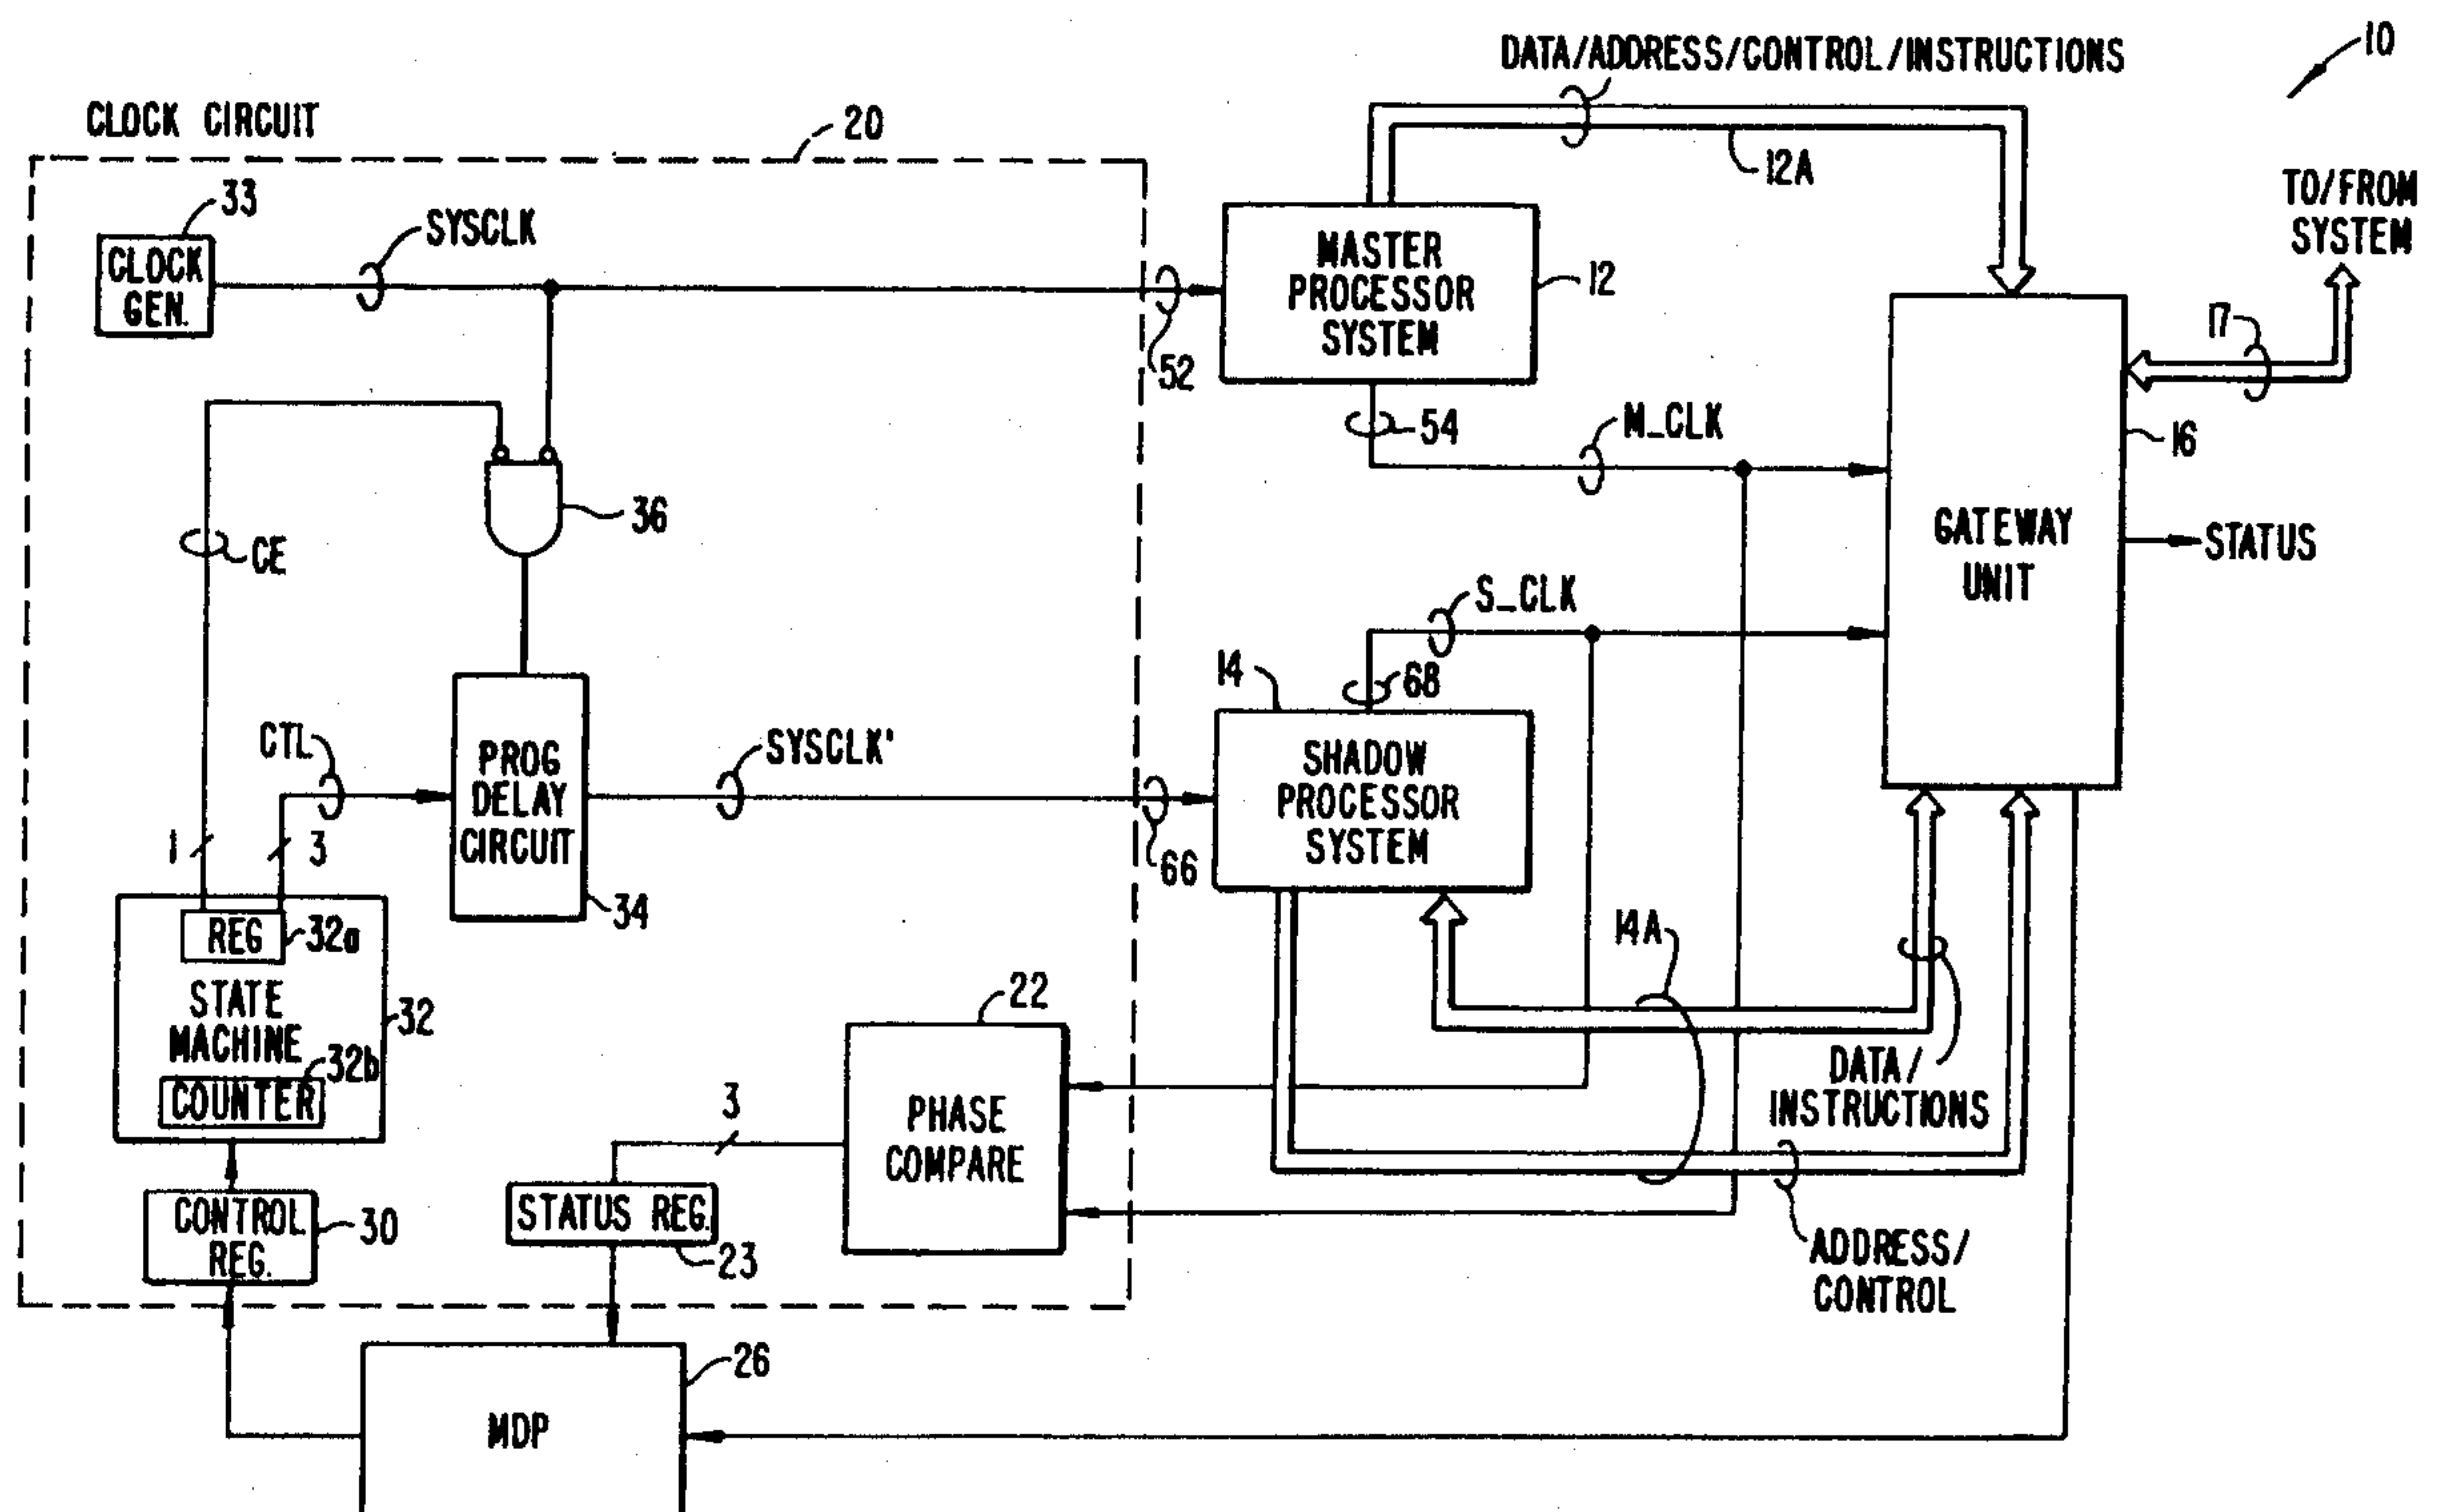 DATA/ADDRESS/CONTROL/INSTRUCTIONS
10
CLOCK CIRCUIT
20
12A
TO/FROM
SYSTEM
33
SYSCLK
CLOCK
GEN.
MASTER
PROCESSOR
SYSTEM
12
52
17
54
M_CLK
16
36
CE
GATEWAY
UNIT
STATUS
S_CLK
14
68
CTL
PROG
DELAY
CIRCUIT
SYSCLK'
SHADOW
PROCESSOR
SYSTEM
1
3
66
34
REG
32a
14A
STATE
MACHINE
32
22
32b
COUNTER
DATA/
INSTRUCTIONS
3
PHASE
COMPARE
CONTROL
REG.
30
STATUS REG.
23
ADDRESS/
CONTROL
26
MDP